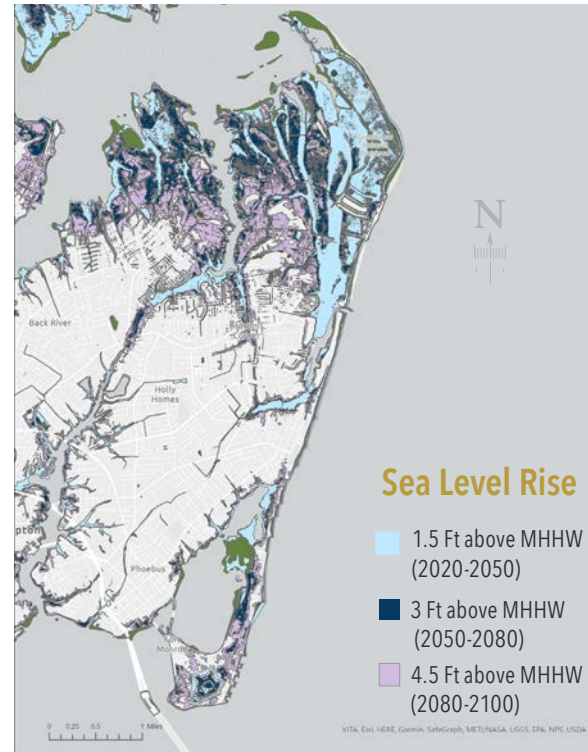 N
Back River
Holly
Homes
pton
Phoebus
Sea Level Rise
1.5 Ft above MHHW
(2020-2050)
3 Ft above MHHW
(2050-2080)
4.5 Ft above MHHW
(2080-2100)
0 0.25 0.5 1 Miles
VITA, Esri, HERE, Garmin, SafeGraph, METI/NASA, USGS, EPA, NPS, USDA